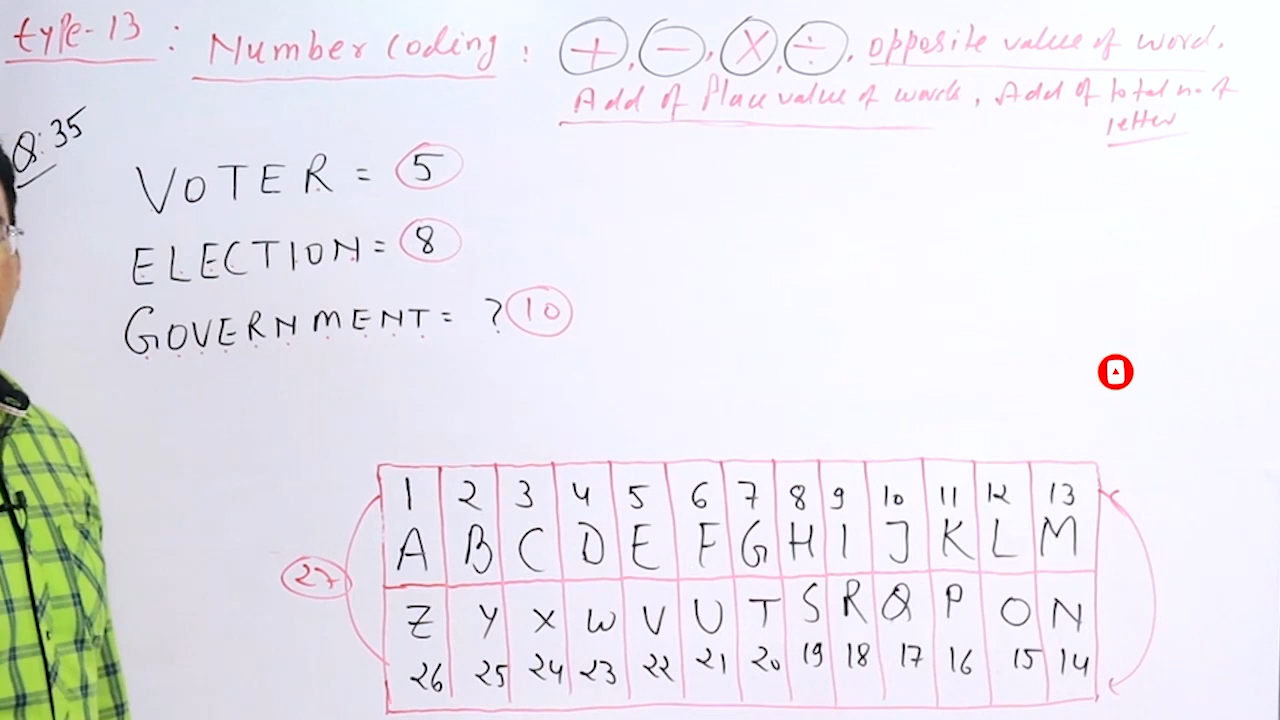 type-13 : Number coding : + , - , × , ÷ , opposite value of word,
Add of Place value of words, Add of total no. of
letter
Q:35
VOTER = 5
ELECTION = 8
GOVERNMENT = ? 10
1 2 3 4 5 6 7 8 9 10 11 12 13
A B C D E F G H I J K L M
27
Z Y X W V U T S R Q P O N
26 25 24 23 22 21 20 19 18 17 16 15 14